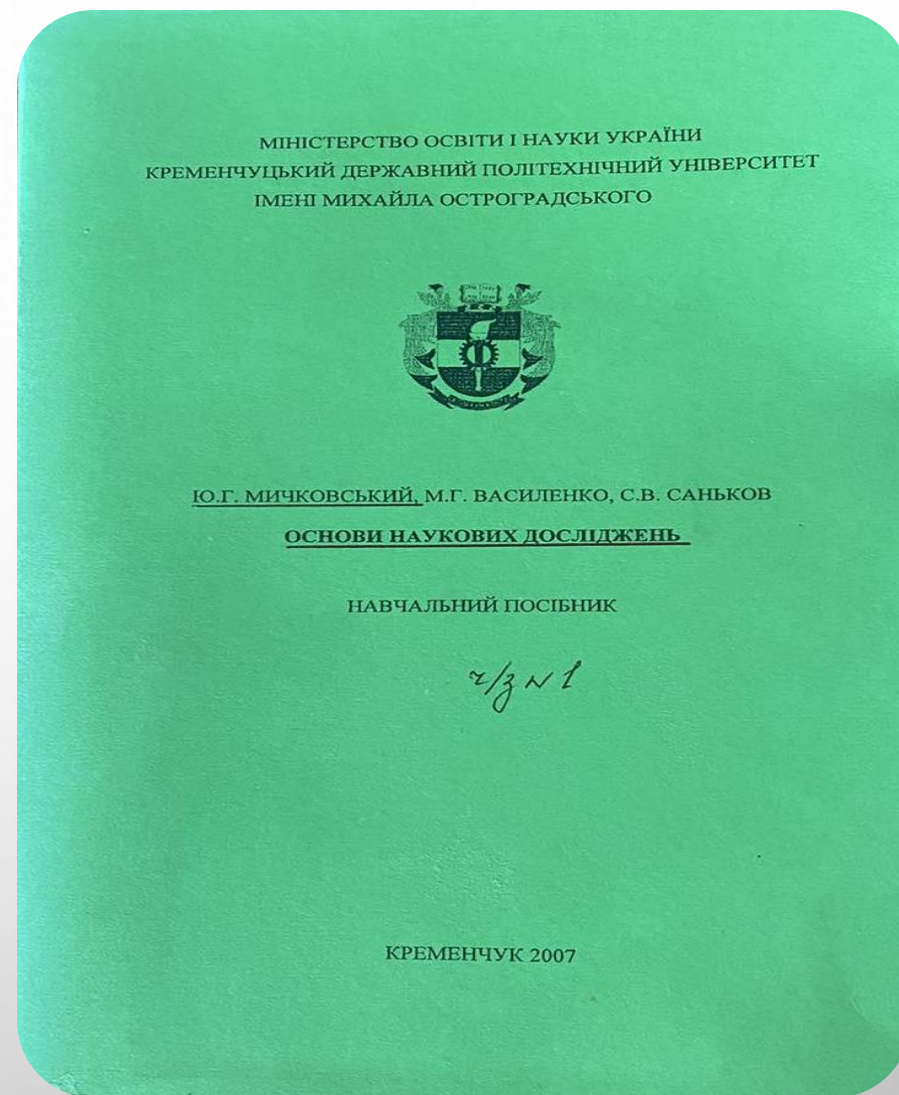 МІНІСТЕРСТВО ОСВІТИ І НАУКИ УКРАЇНИ
КРЕМЕНЧУЦЬКИЙ ДЕРЖАВНИЙ ПОЛІТЕХНІЧНИЙ УНІВЕРСИТЕТ
ІМЕНІ МИХАЙЛА ОСТРОГРАДСЬКОГО
Ю.Г. МИЧКОВСЬКИЙ, М.Г. ВАСИЛЕНКО, С.В. САНЬКОВ
ОСНОВИ НАУКОВИХ ДОСЛІДЖЕНЬ
НАВЧАЛЬНИЙ ПОСІБНИК
ч/з N 1
КРЕМЕНЧУК 2007